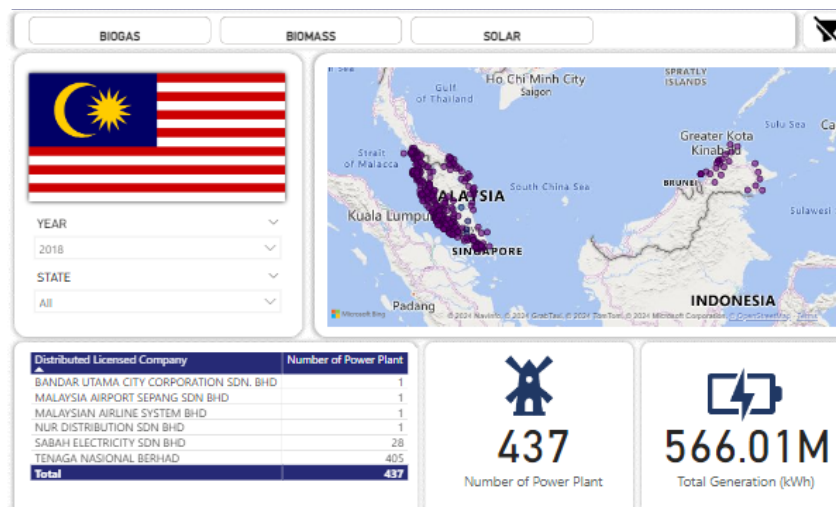 BIOGAS
BIOMASS
SOLAR
YEAR
2018
STATE
All
Ho Chi Minh City
Saigon
SPRATLY
ISLANDS
Gulf
of Thailand
Sulu Sea
Greater Kota
Kinabalu
Strait
of Malacca
BRUNEI
South China Sea
ALAYSIA
Kuala Lumpu
Sulawesi
SINGAPORE
Padang
INDONESIA
Microsoft Bing
© 2024 NavInfo, © 2024 GrabTaxi, © 2024 TomTom, © 2024 Microsoft Corporation, © OpenStreetMap Terms
Distributed Licensed Company Number of Power Plant
BANDAR UTAMA CITY CORPORATION SDN. BHD 1
MALAYSIA AIRPORT SEPANG SDN BHD 1
MALAYSIAN AIRLINE SYSTEM BHD 1
NUR DISTRIBUTION SDN BHD 1
SABAH ELECTRICITY SDN BHD 28
TENAGA NASIONAL BERHAD 405
Total 437
437
Number of Power Plant
566.01M
Total Generation (kWh)